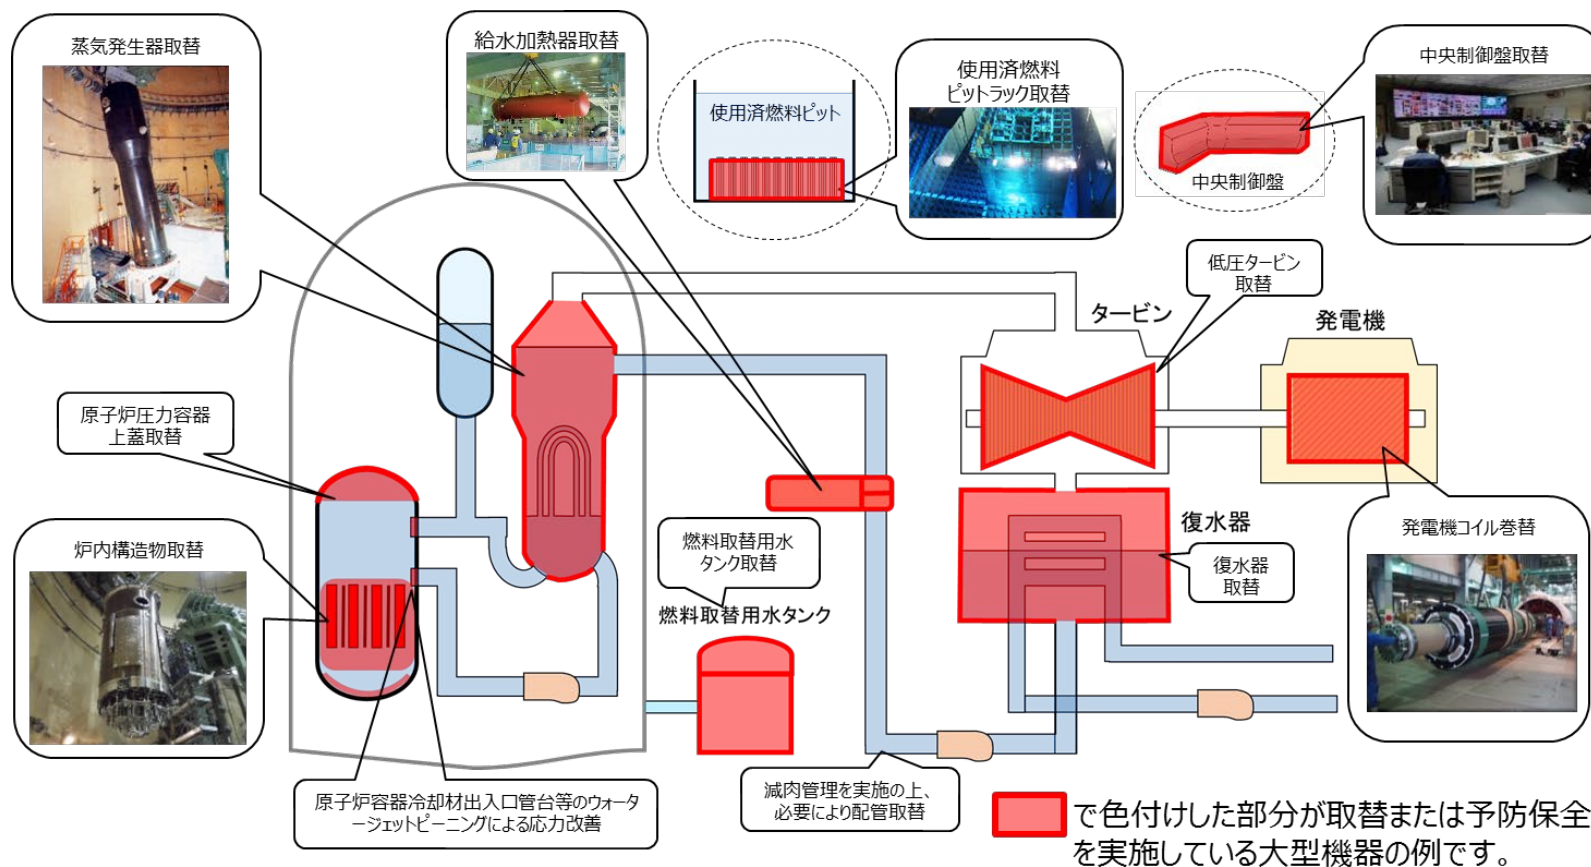 蒸気発生器取替
給水加熱器取替
使用済燃料ピット
使用済燃料
ピットラック取替
中央制御盤
中央制御盤取替
低圧タービン
取替
タービン
発電機
原子炉圧力容器
上蓋取替
炉内構造物取替
燃料取替用水
タンク取替
燃料取替用水タンク
復水器
復水器
取替
発電機コイル巻替
原子炉容器冷却材出入口管台等のウォータ
ージェットピーニングによる応力改善
減肉管理を実施の上、
必要により配管取替
で色付けした部分が取替または予防保全
を実施している大型機器の例です。